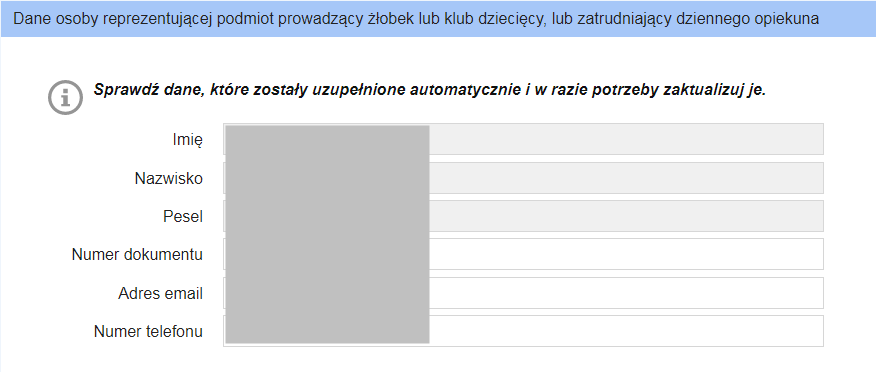 Dane osoby reprezentującej podmiot prowadzący żłobek lub klub dziecięcy, lub zatrudniający dziennego opiekuna
Sprawdź dane, które zostały uzupełnione automatycznie i w razie potrzeby zaktualizuj je.
Imię
Nazwisko
Pesel
Numer dokumentu
Adres email
Numer telefonu